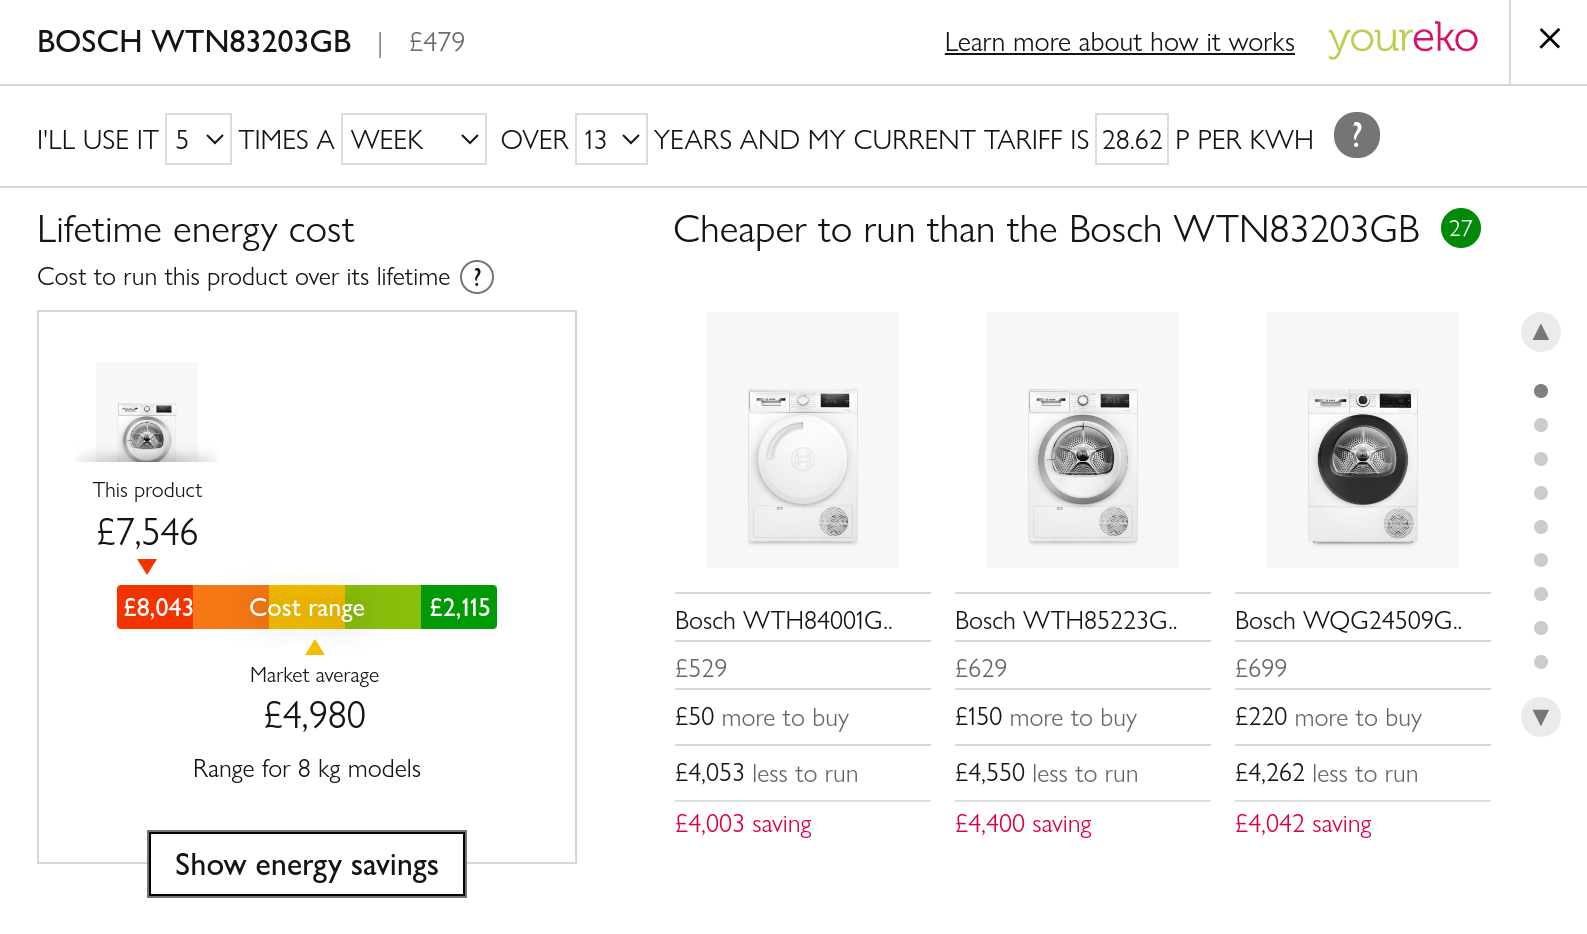 BOSCH WTN83203GB | £479
Learn more about how it works
youreko
I'LL USE IT 5 TIMES A WEEK OVER 13 YEARS AND MY CURRENT TARIFF IS 28.62 P PER KWH ?
Lifetime energy cost
Cost to run this product over its lifetime ?
This product
£7,546
£8,043 Cost range £2,115
Market average
£4,980
Range for 8 kg models
Show energy savings
Cheaper to run than the Bosch WTN83203GB 27
Bosch WTH84001G..
£529
£50 more to buy
£4,053 less to run
£4,003 saving
Bosch WTH85223G..
£629
£150 more to buy
£4,550 less to run
£4,400 saving
Bosch WQG24509G..
£699
£220 more to buy
£4,262 less to run
£4,042 saving